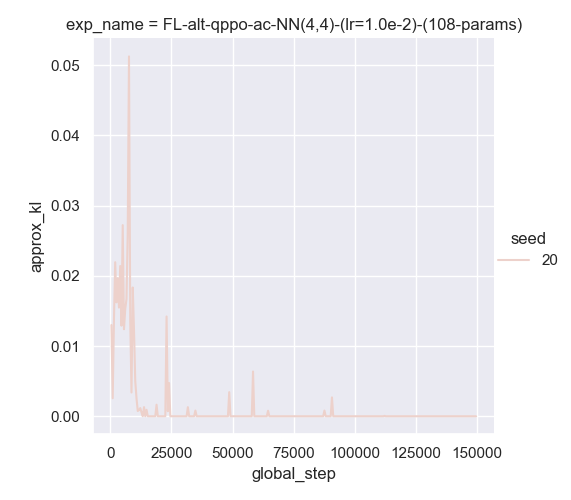 exp_name = FL-alt-qppo-ac-NN(4,4)-(lr=1.0e-2)-(108-params)
0.05
0.04
0.03
0.02
0.01
0.00
approx_kl
0 25000 50000 75000 100000 125000 150000
global_step
seed
20